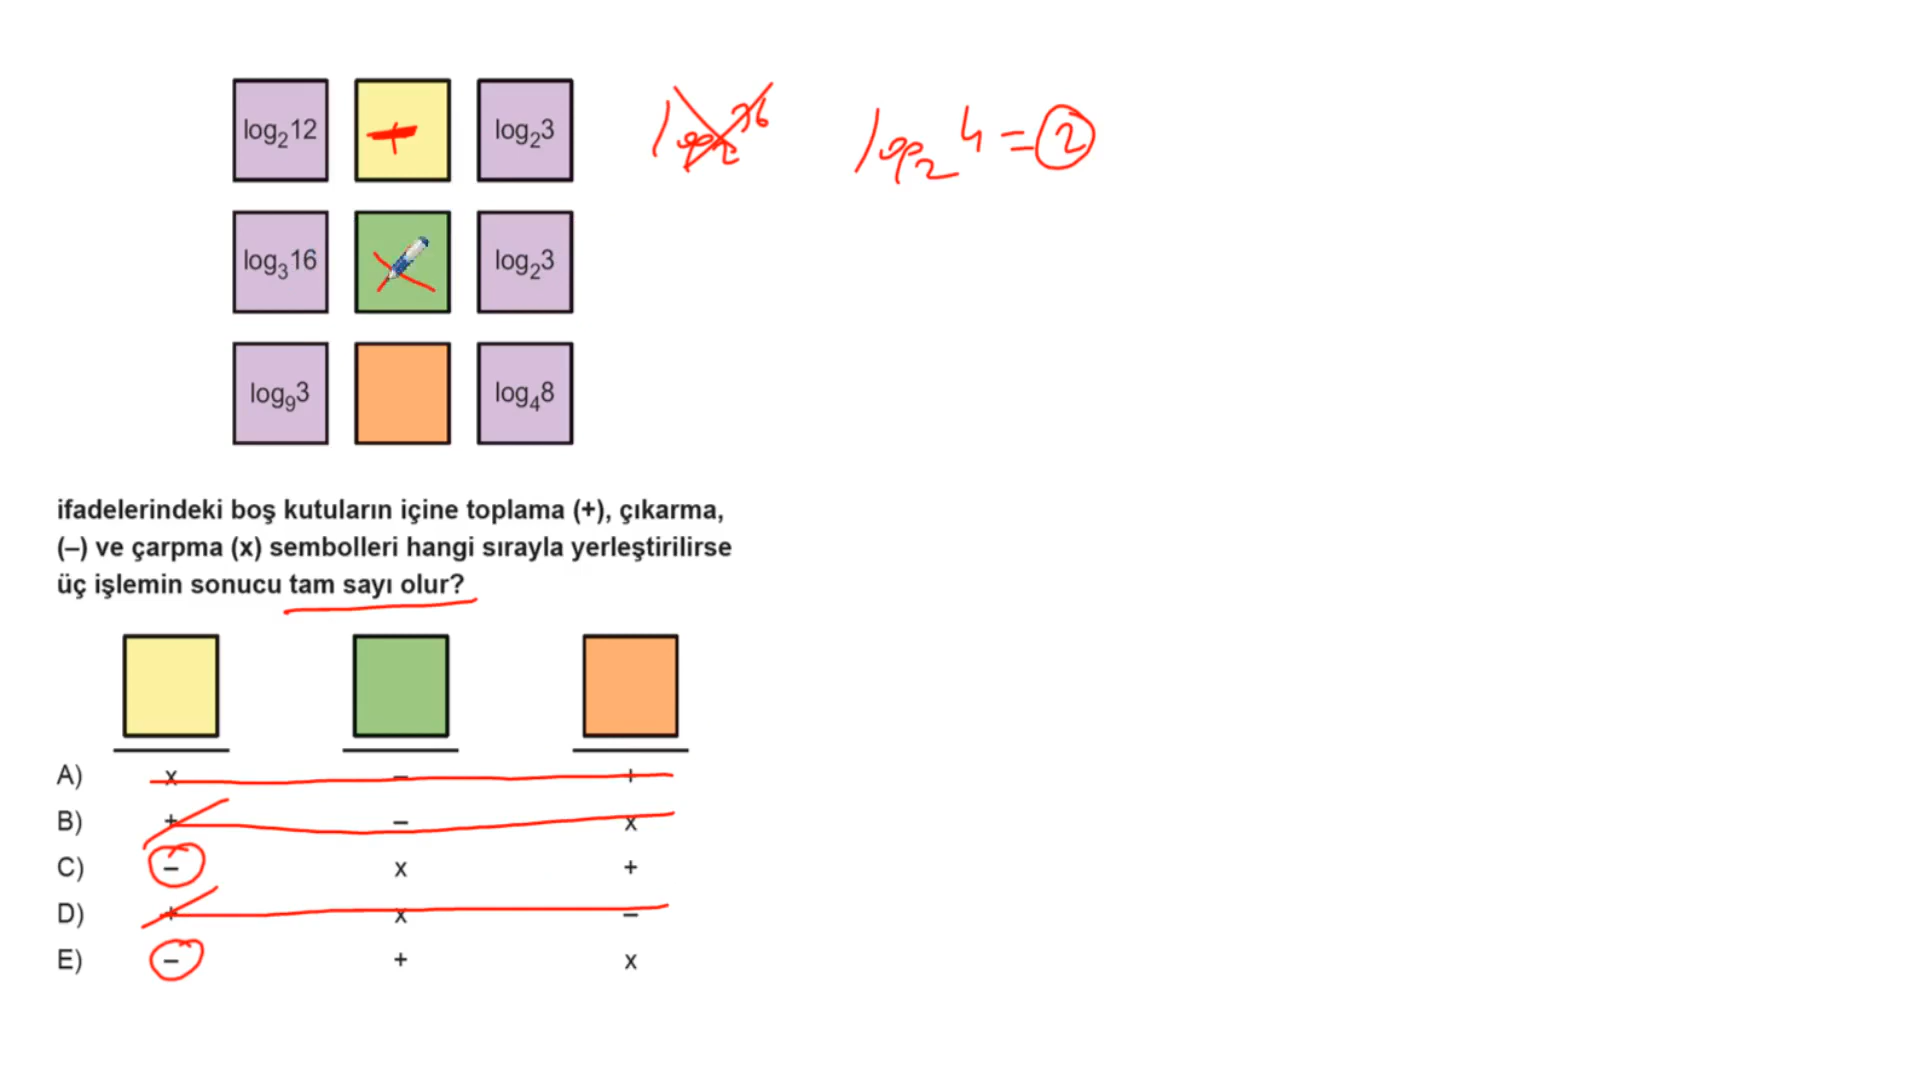 log₂12 + log₂3 log₂36 log₂4 = 2
log₃16 x log₂3
log₉3 log₄8
ifadelerindeki boş kutuların içine toplama (+), çıkarma,
(–) ve çarpma (x) sembolleri hangi sırayla yerleştirilirse
üç işlemin sonucu tam sayı olur?
A) x – +
B) + – x
C) – x +
D) + x –
E) – + x